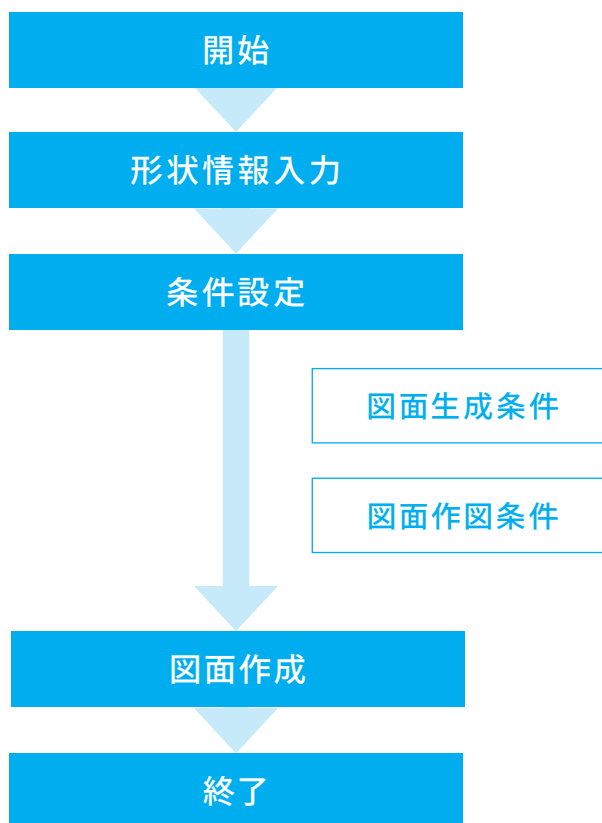 開始
形状情報入力
条件設定
図面生成条件
図面作図条件
図面作成
終了